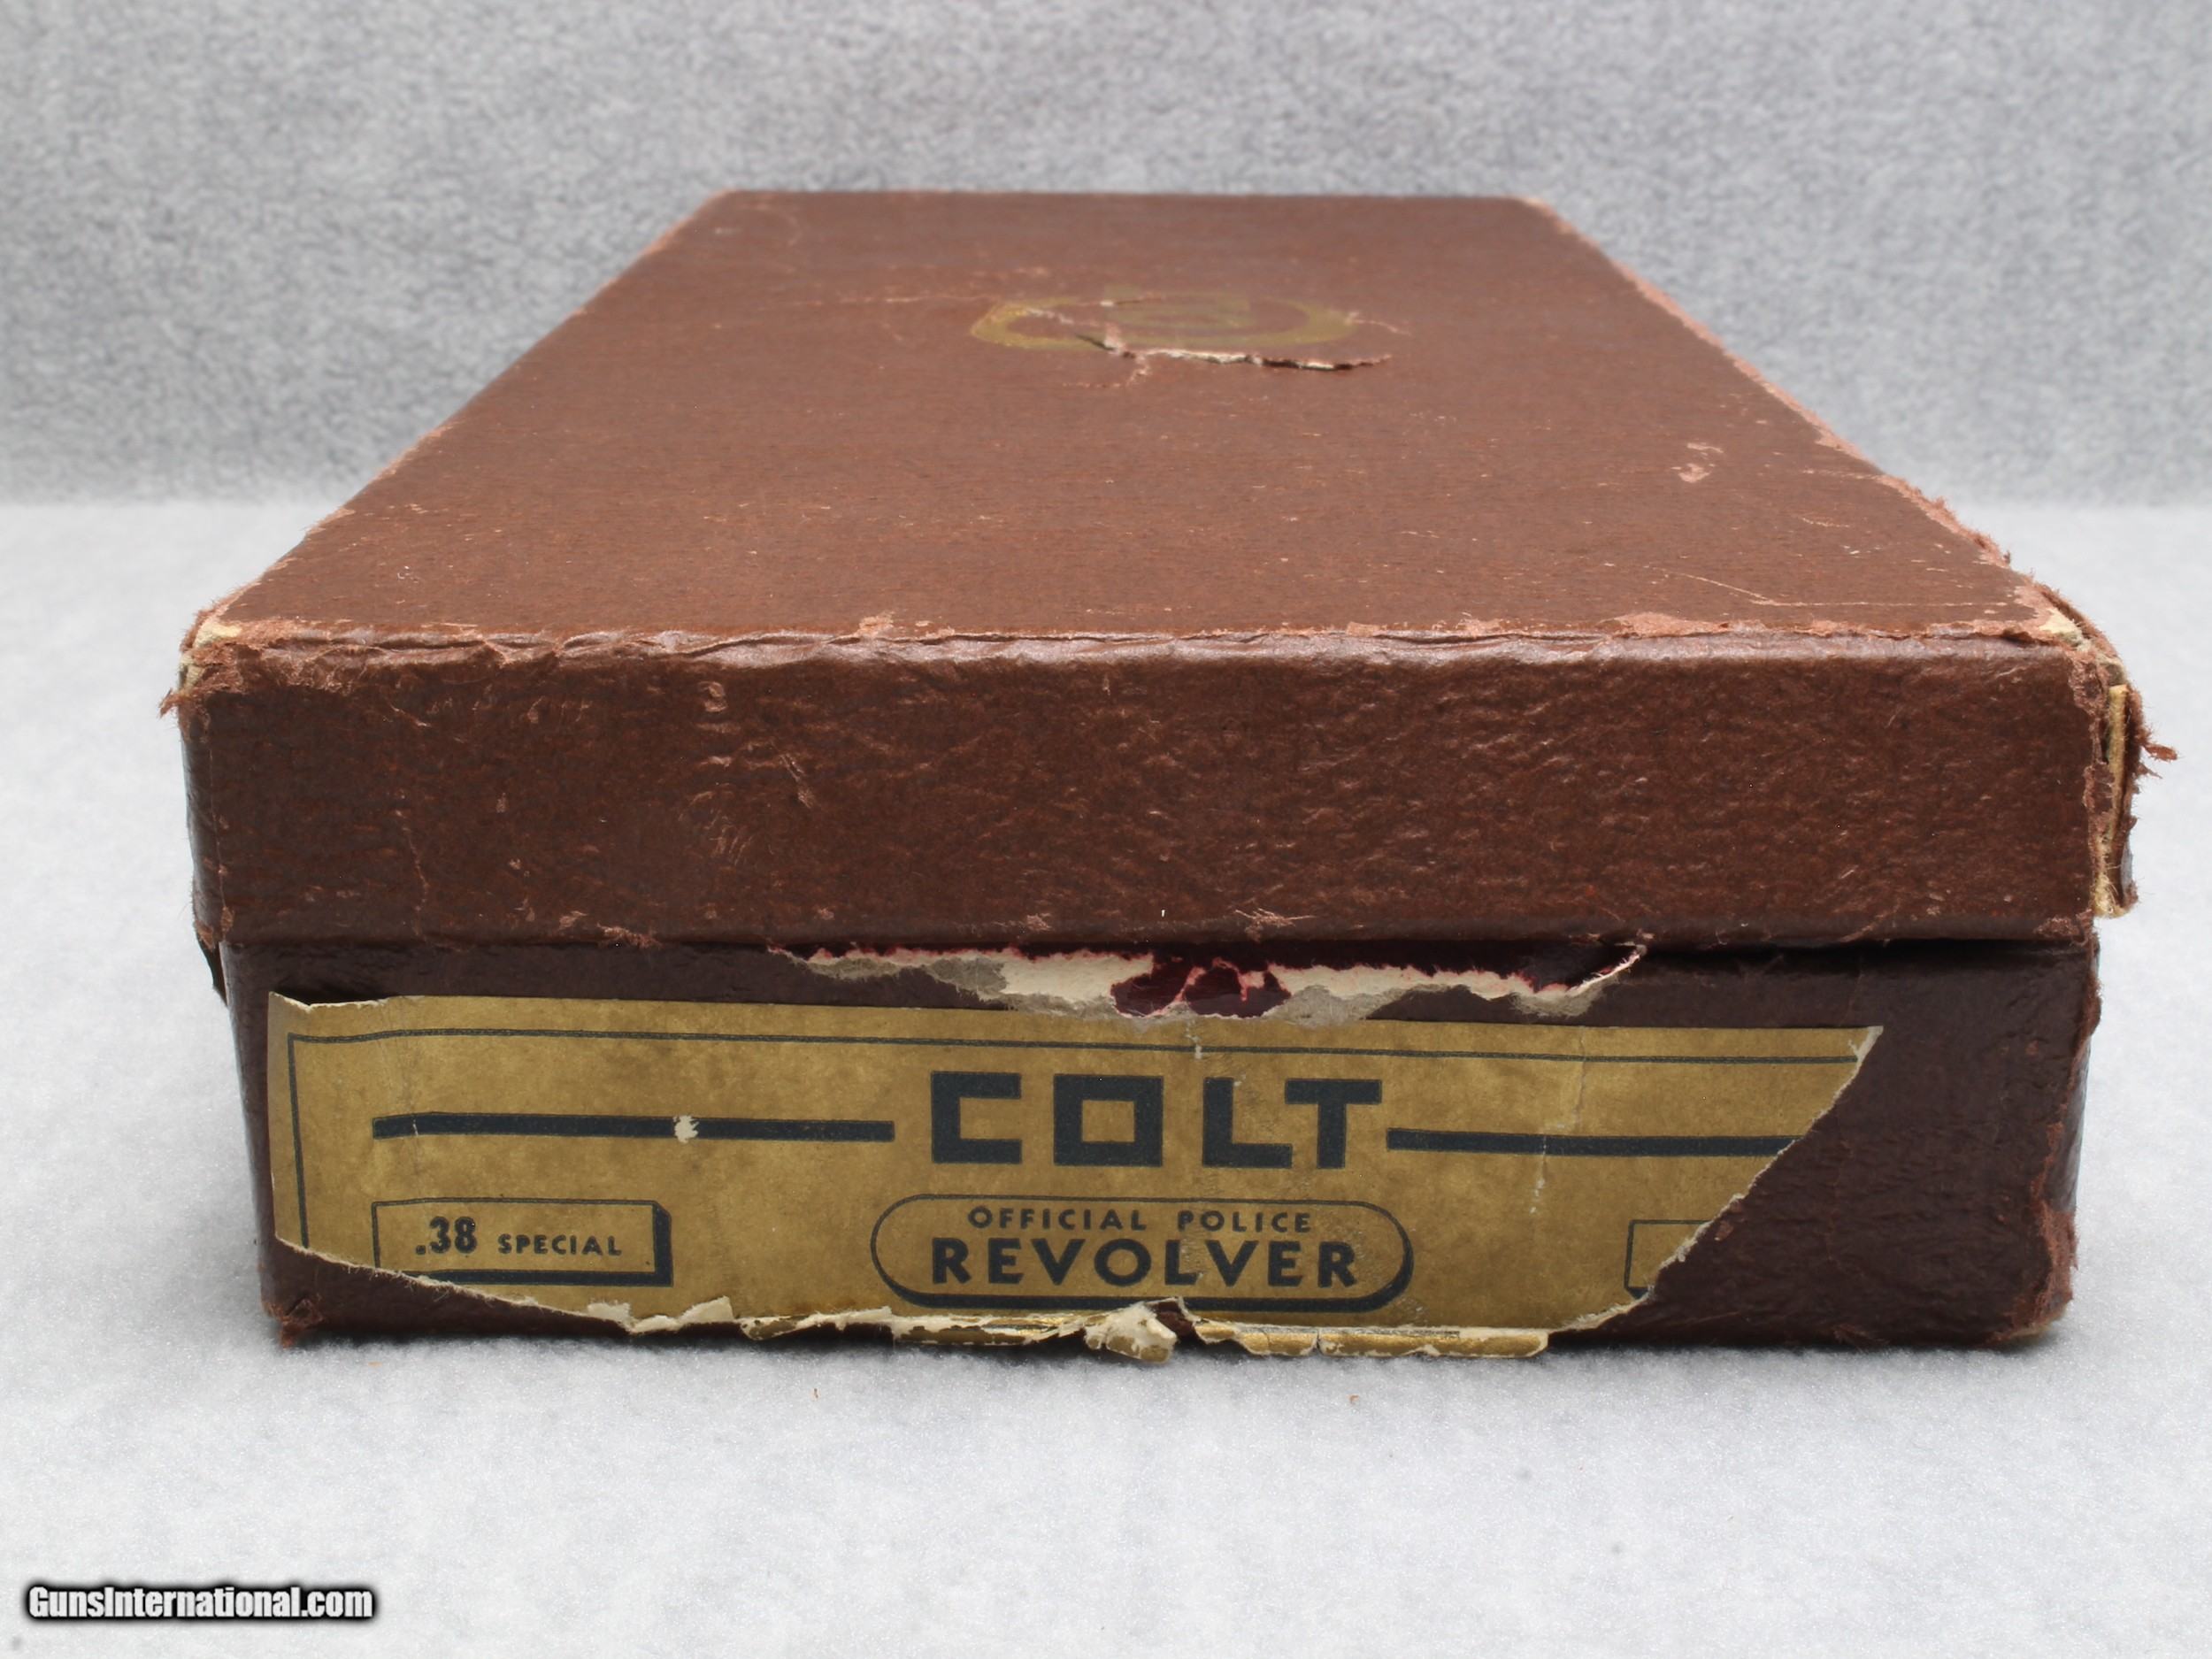 COLT
.38 SPECIAL
OFFICIAL POLICE
REVOLVER
GunsInternational.com